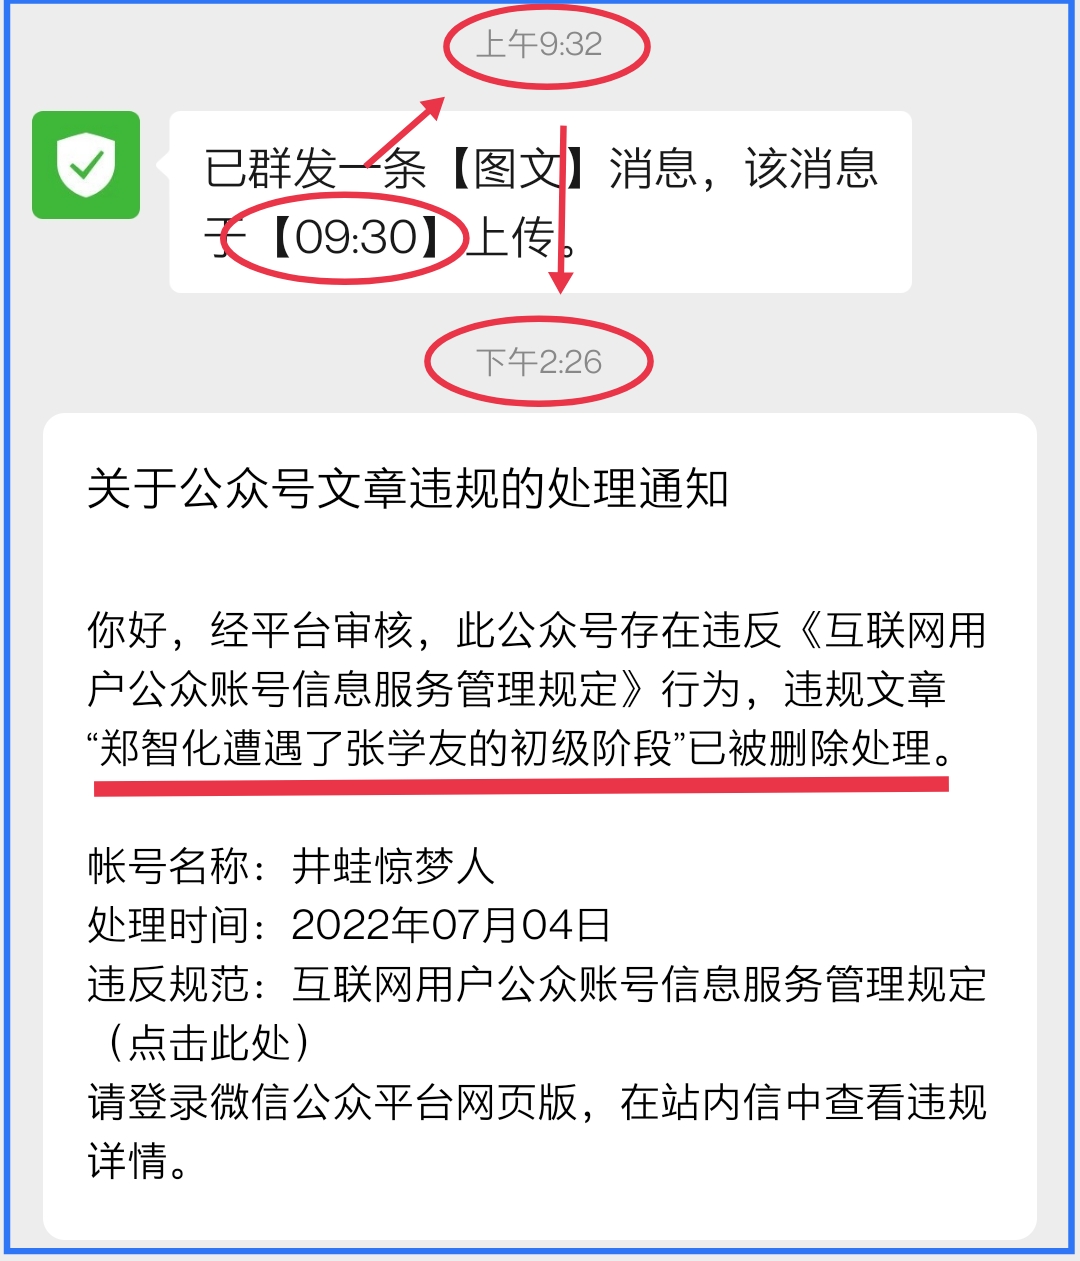 上午9:32
已群发一条【图文】消息，该消息
于【09:30】上传。
下午2:26
关于公众号文章违规的处理通知
你好，经平台审核，此公众号存在违反《互联网用
户公众账号信息服务管理规定》行为，违规文章
“郑智化遭遇了张学友的初级阶段”已被删除处理。
帐号名称：井蛙惊梦人
处理时间：2022年07月04日
违反规范：互联网用户公众账号信息服务管理规定
（点击此处）
请登录微信公众平台网页版，在站内信中查看违规
详情。